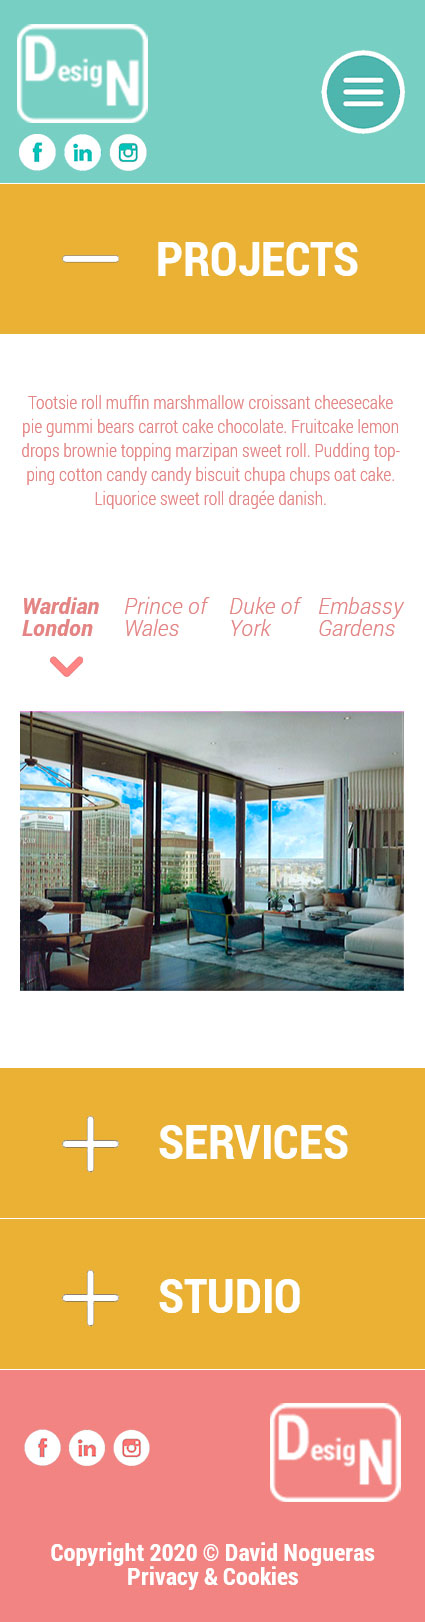 DesigN
PROJECTS
Tootsie roll muffin marshmallow croissant cheesecake
pie gummi bears carrot cake chocolate. Fruitcake lemon
drops brownie topping marzipan sweet roll. Pudding top-
ping cotton candy candy biscuit chupa chups oat cake.
Liquorice sweet roll dragée danish.
Wardian London
Prince of Wales
Duke of York
Embassy Gardens
SERVICES
STUDIO
DesigN
Copyright 2020 © David Nogueras
Privacy & Cookies